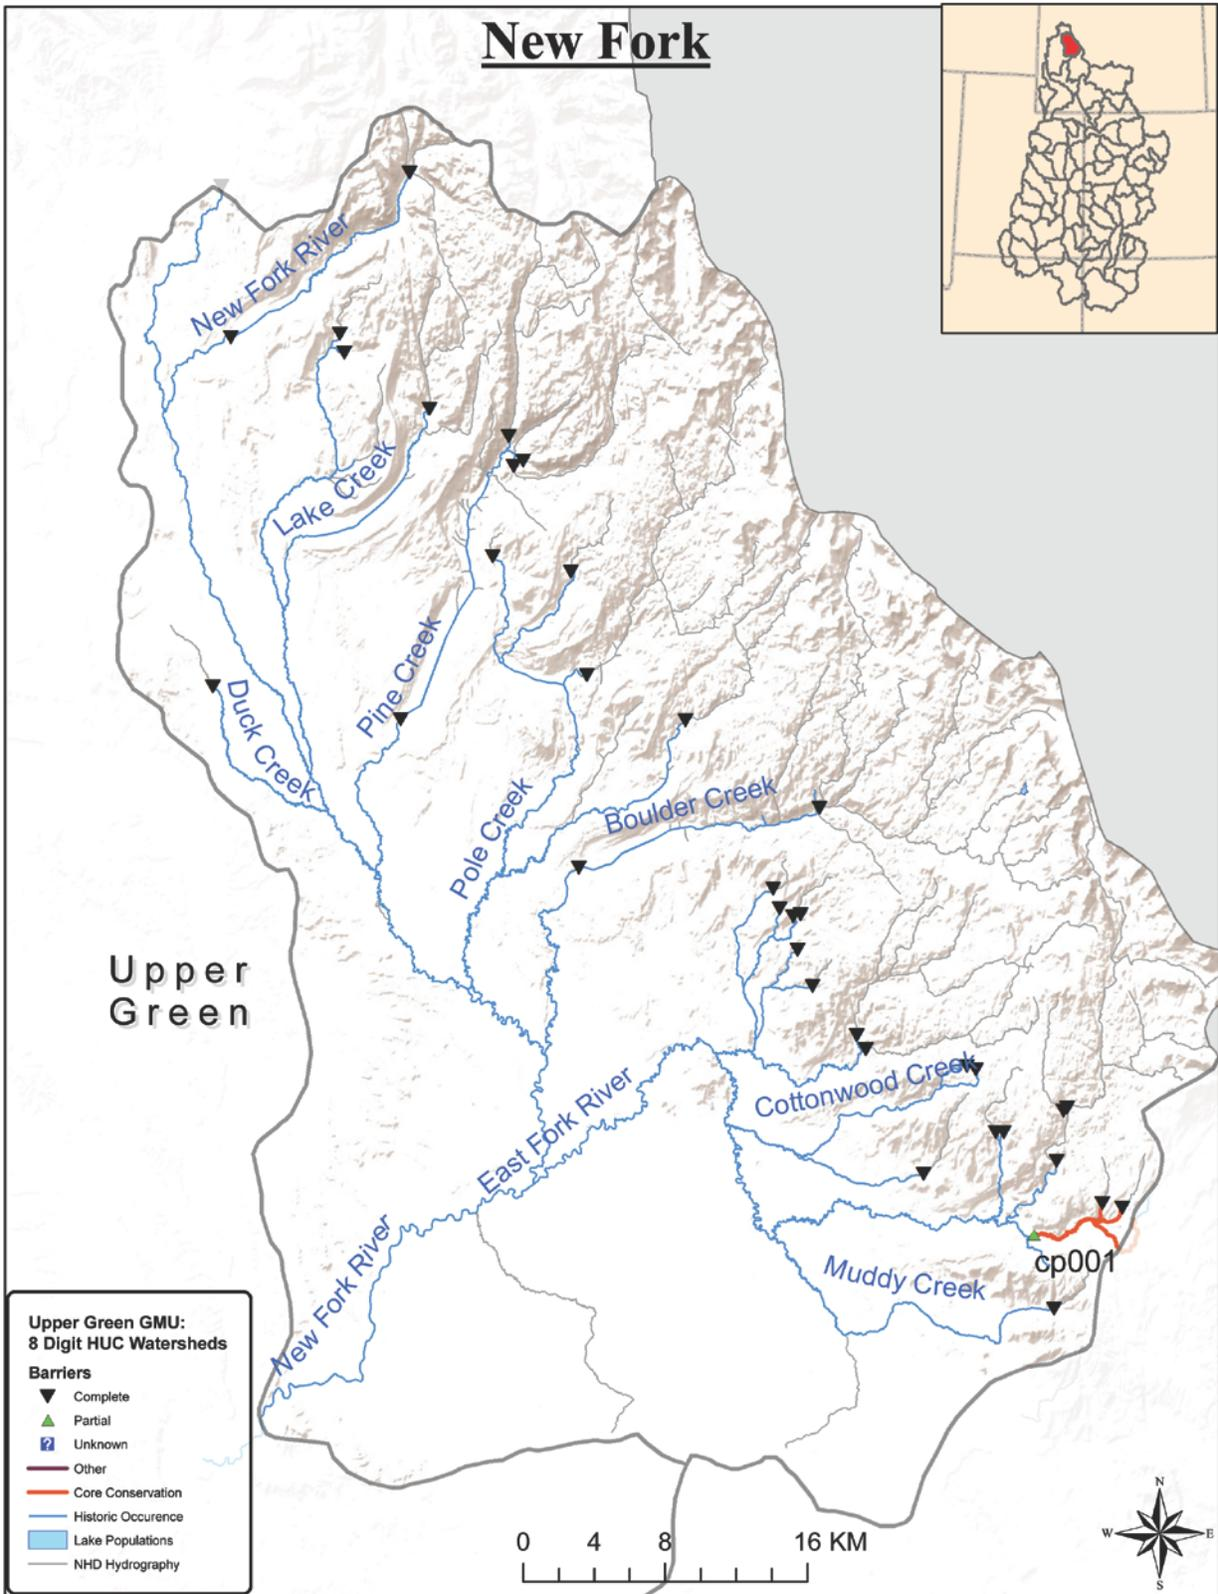 New Fork
New Fork River
Lake Creek
Pine Creek
Duck Creek
Pole Creek
Boulder Creek
Upper
Green
Cottonwood Creek
East Fork River
New Fork River
Muddy Creek
cp001
Upper Green GMU:
8 Digit HUC Watersheds
Barriers
Complete
Partial
?
Unknown
Other
Core Conservation
Historic Occurence
Lake Populations
NHD Hydrography
0 4 8 16 KM
N
W E
S